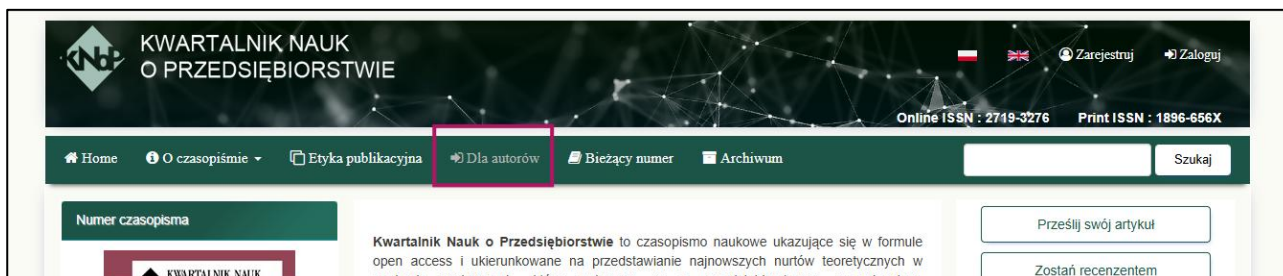 KNoP
KWARTALNIK NAUK
O PRZEDSIĘBIORSTWIE
Zarejestruj
Zaloguj
Online ISSN : 2719-3276 Print ISSN : 1896-656X
Home O czasopiśmie Etyka publikacyjna Dla autorów Bieżący numer Archiwum Szukaj
Numer czasopisma
KWARTALNIK NAUK
Kwartalnik Nauk o Przedsiębiorstwie to czasopismo naukowe ukazujące się w formule
open access i ukierunkowane na przedstawianie najnowszych nurtów teoretycznych w
Prześlij swój artykuł
Zostań recenzentem